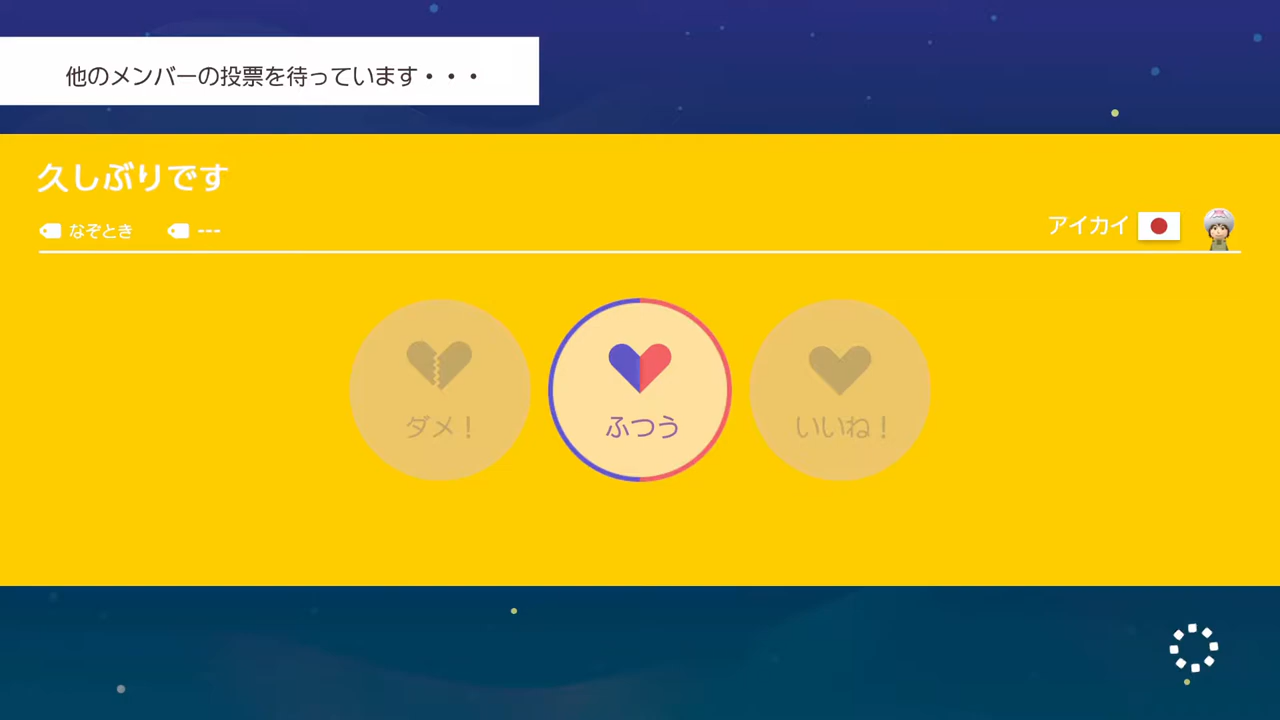 他のメンバーの投票を待っています・・・
久しぶりです
なぞとき ---
アイカイ
ダメ！ ふつう いいね！